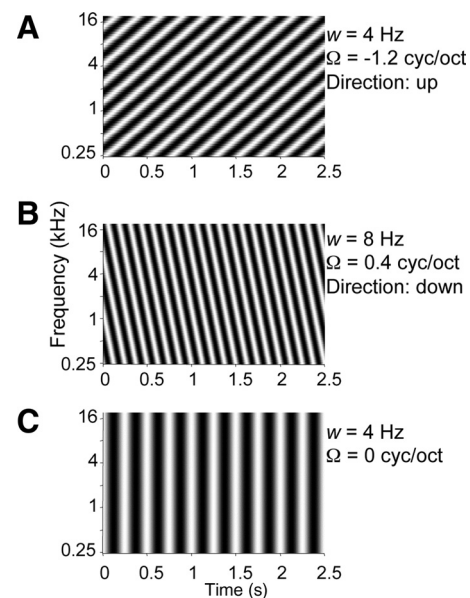 A
16
4
1
0.25
0 0.5 1 1.5 2 2.5
w = 4 Hz
Ω = -1.2 cyc/oct
Direction: up
B
Frequency (kHz)
16
4
1
0.25
0 0.5 1 1.5 2 2.5
w = 8 Hz
Ω = 0.4 cyc/oct
Direction: down
C
16
4
1
0.25
0 0.5 1 1.5 2 2.5
Time (s)
w = 4 Hz
Ω = 0 cyc/oct